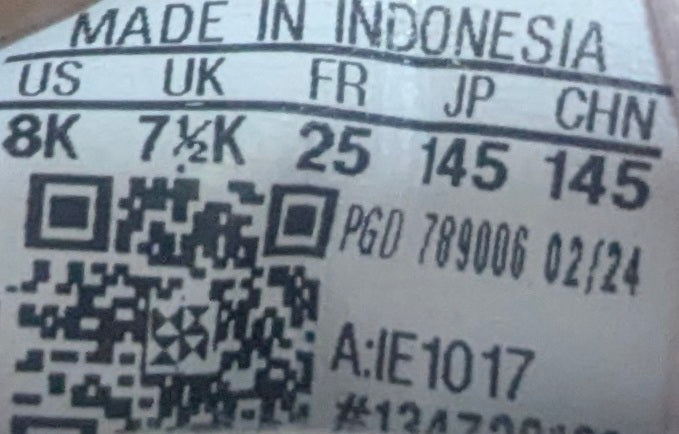 MADE IN INDONESIA
US UK FR JP CHN
8K 7½K 25 145 145
PGD 789006 02/24
A:IE1017